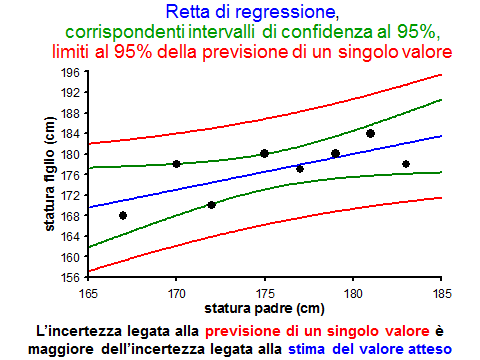 Retta di regressione,
corrispondenti intervalli di confidenza al 95%,
limiti al 95% della previsione di un singolo valore
196
192
188
184
180
176
172
168
164
160
156
statura figlio (cm)
165 170 175 180 185
statura padre (cm)
L'incertezza legata alla previsione di un singolo valore è
maggiore dell'incertezza legata alla stima del valore atteso